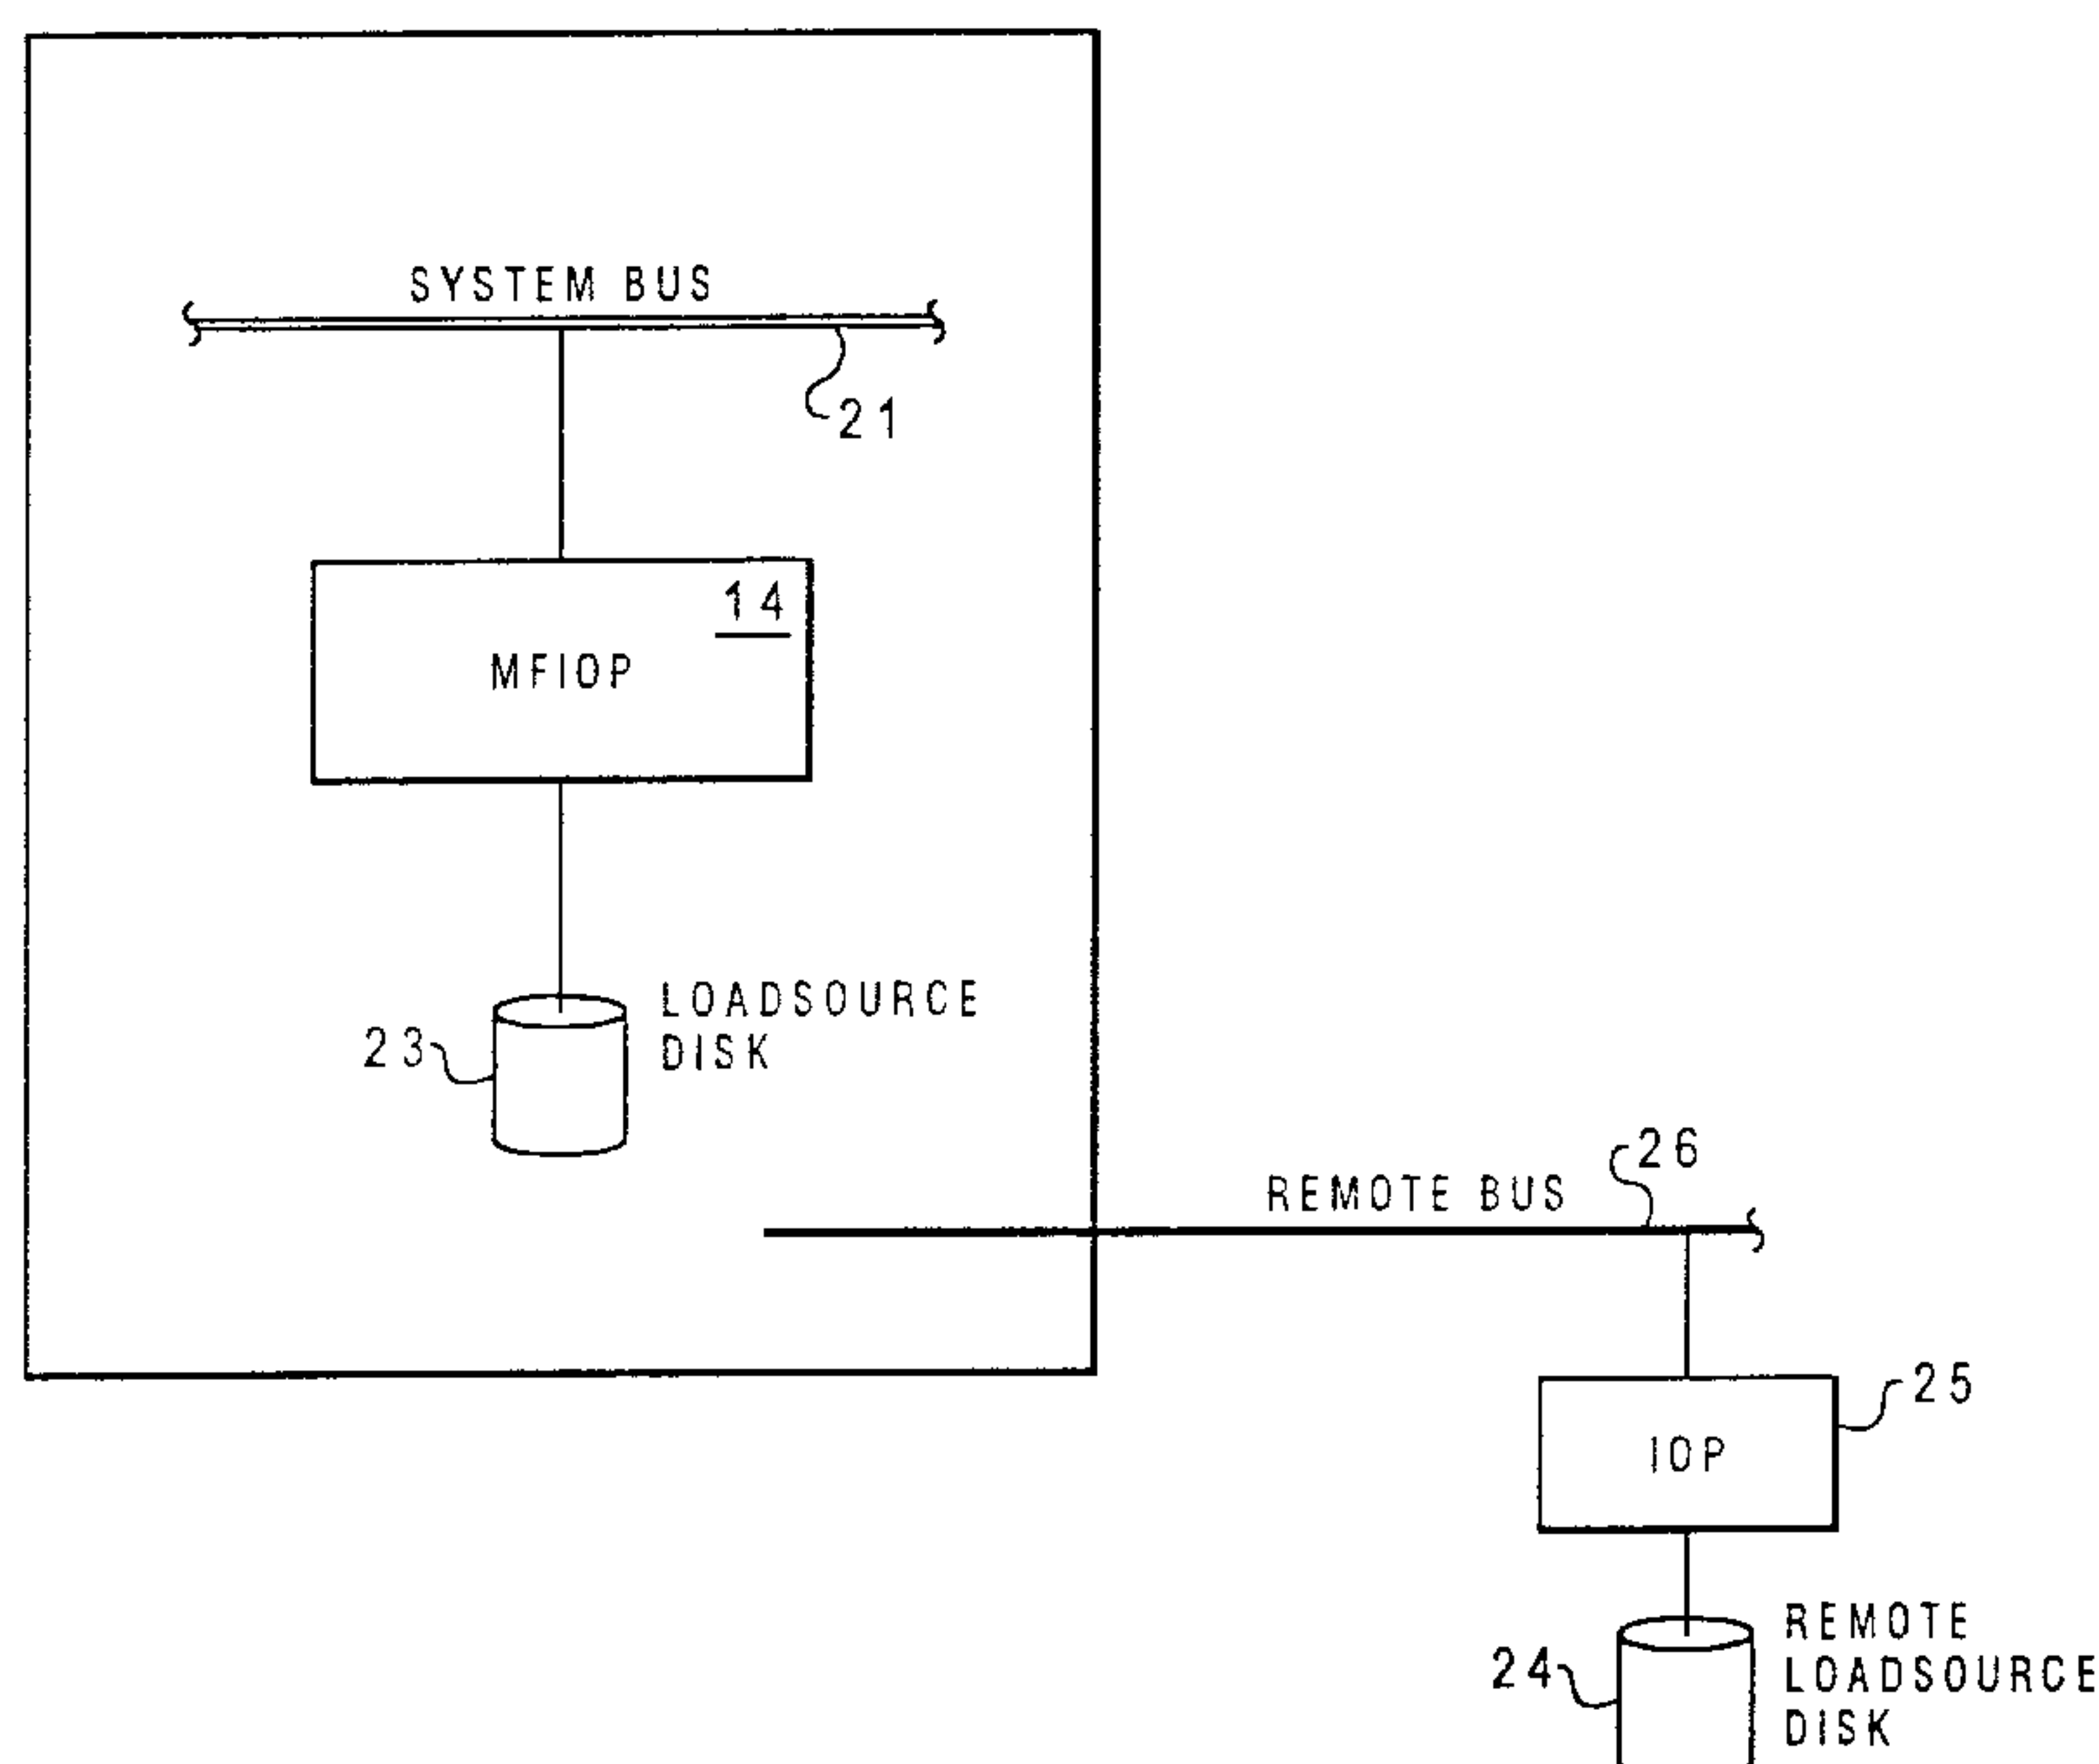 SYSTEM BUS
21
14
MFIOP
LOADSOURCE
DISK
23
26
REMOTE BUS
25
IOP
REMOTE
LOADSOURCE
DISK
24